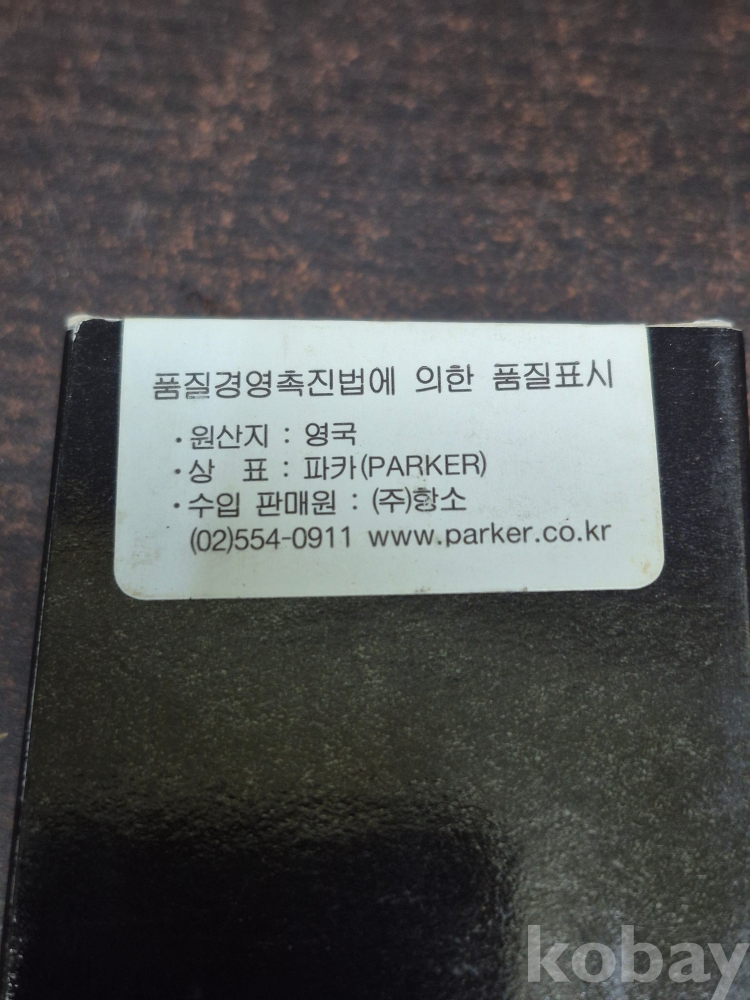 품질경영촉진법에 의한 품질표시
·원산지 : 영국
·상 표 : 파카(PARKER)
·수입 판매원 : (주)항소
(02)554-0911 www.parker.co.kr
kobay